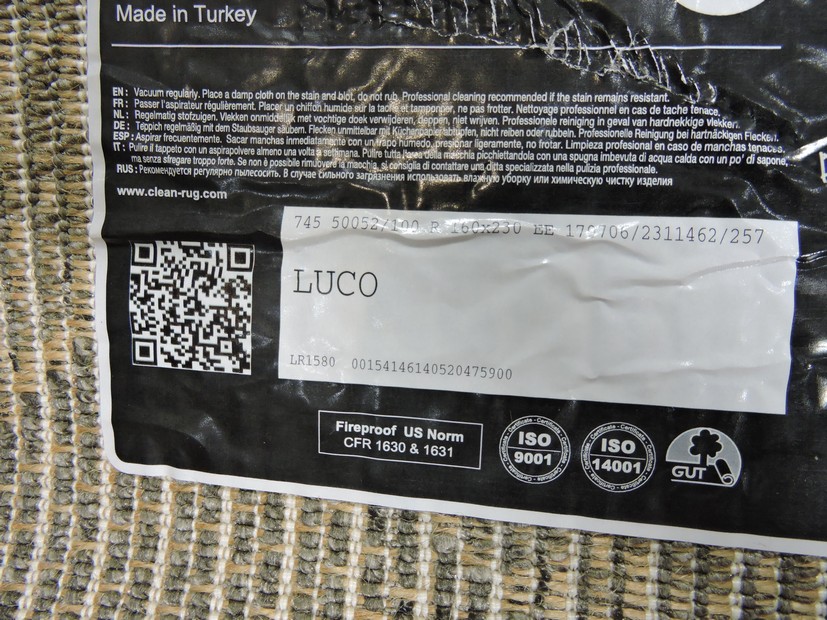 Made in Turkey
EN: Vacuum regularly. Place a damp cloth on the stain and blot, do not rub. Professional cleaning recommended if the stain remains resistant.
FR: Passer l'aspirateur régulièrement. Placer un chiffon humide sur la tache et tamponner, ne pas frotter. Nettoyage professionnel en cas de tache tenace.
NL: Regelmatig stofzuigen. Vlekken onmiddellijk met vochtige doek verwijderen, deppen, niet wrijven. Professionele reiniging in geval van hardnekkige vlekken.
DE: Teppich regelmäßig mit dem Staubsauger säubern. Flecken unmittelbar mit Küchenpapier abtupfen, nicht reiben oder rubbeln. Professionelle Reinigung bei hartnäckigen Flecken.
ESP: Aspirar frecuentemente. Sacar manchas inmediatamente con un trapo húmedo, presionar ligeramente, no frotar. Limpieza profesional en caso de manchas tenaces.
IT: Pulire il tappeto con un aspirapolvere almeno una volta a settimana. Pulire tutta l'area della macchia picchiettandola con una spugna imbevuta di acqua calda con un po' di sapone,
ma senza sfregare troppo forte. Se non è possibile rimuovere la macchia, si consiglia di contattare una ditta specializzata nella pulizia professionale.
RUS: Рекомендуется регулярно пылесосить. В случае сильного загрязнения использовать влажную уборку или химическую чистку изделия
www.clean-rug.com
745 50052/100 R 160x230 EE /2311462/257
LUCO
LR1580 00154146140520475900
Fireproof US Norm
CFR 1630 & 1631
ISO
9001
ISO
14001
GUT